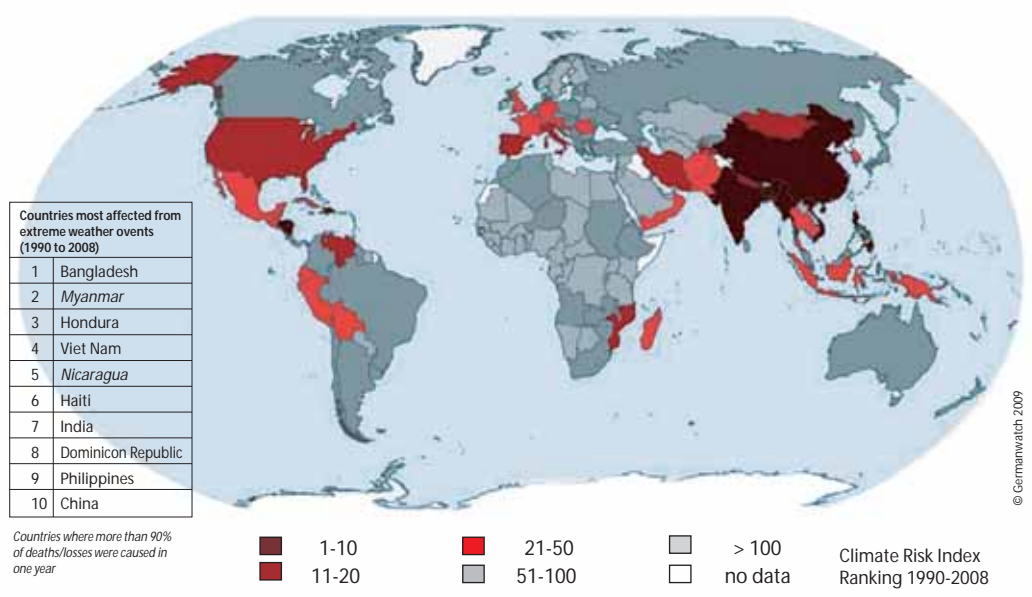 Countries most affected from
extreme weather ovents
(1990 to 2008)
1 Bangladesh
2 Myanmar
3 Hondura
4 Viet Nam
5 Nicaragua
6 Haiti
7 India
8 Dominicon Republic
9 Philippines
10 China
Countries where more than 90%
of deaths/losses were caused in
one year
1-10
11-20
21-50
51-100
> 100
no data
Climate Risk Index
Ranking 1990-2008
© Germanwatch 2009